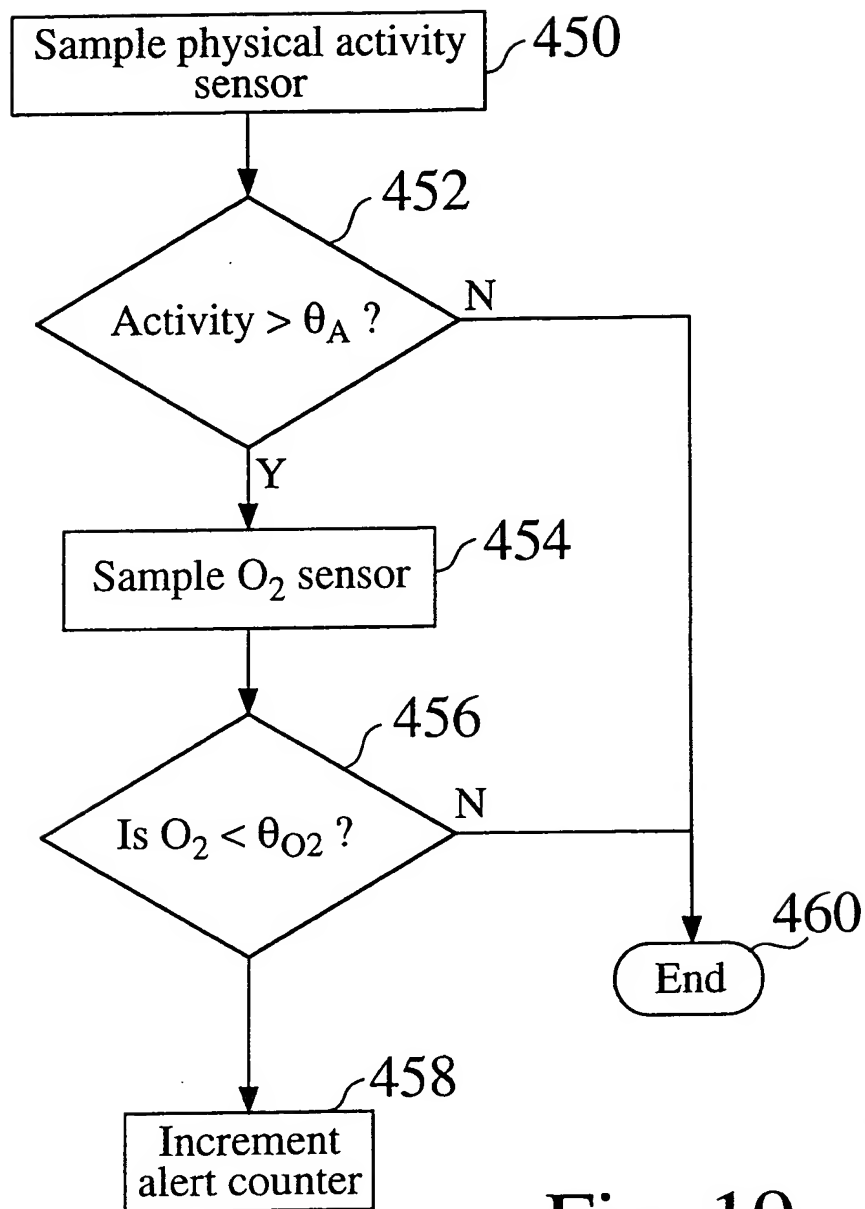 Sample physical activity
sensor
450
452
Activity > θA ?
N
Y
Sample O2 sensor
454
456
Is O2 < θO2 ?
N
460
End
458
Increment
alert counter